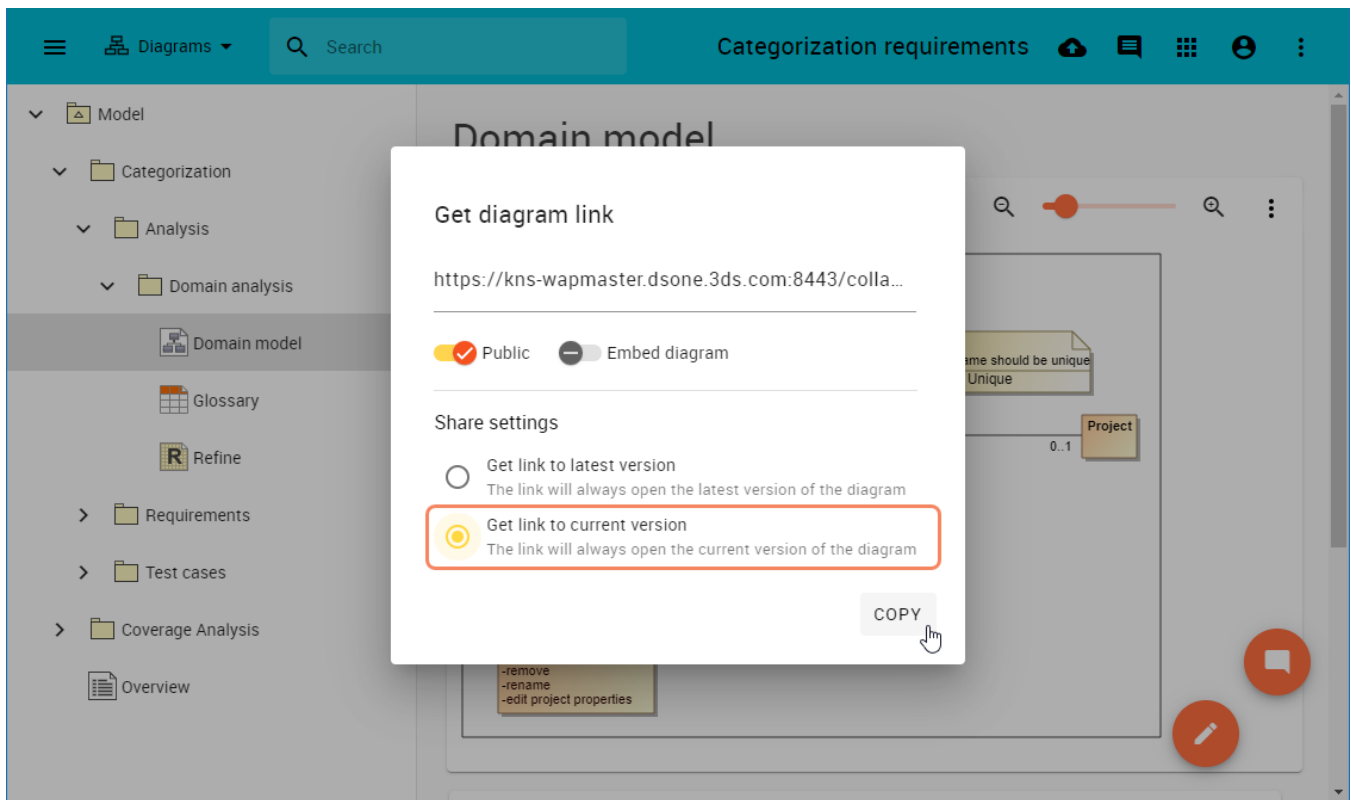 Diagrams
Search
Categorization requirements
Model
Categorization
Analysis
Domain analysis
Domain model
Glossary
R
Refine
Requirements
Test cases
Coverage Analysis
Overview
Domain model
Get diagram link
https://kns-wapmaster.dsone.3ds.com:8443/colla...
Public
Embed diagram
Share settings
Get link to latest version
The link will always open the latest version of the diagram
Get link to current version
The link will always open the current version of the diagram
COPY
should be unique
Unique
Project
0..1
-remove
-rename
-edit project properties